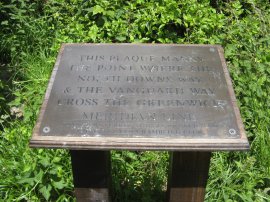 THIS PLAQUE MARKS
THE POINT WHERE THE
NORTH DOWNS WAY
& THE VANGUARD WAY
CROSS THE GREENWICH
MERIDIAN LINE